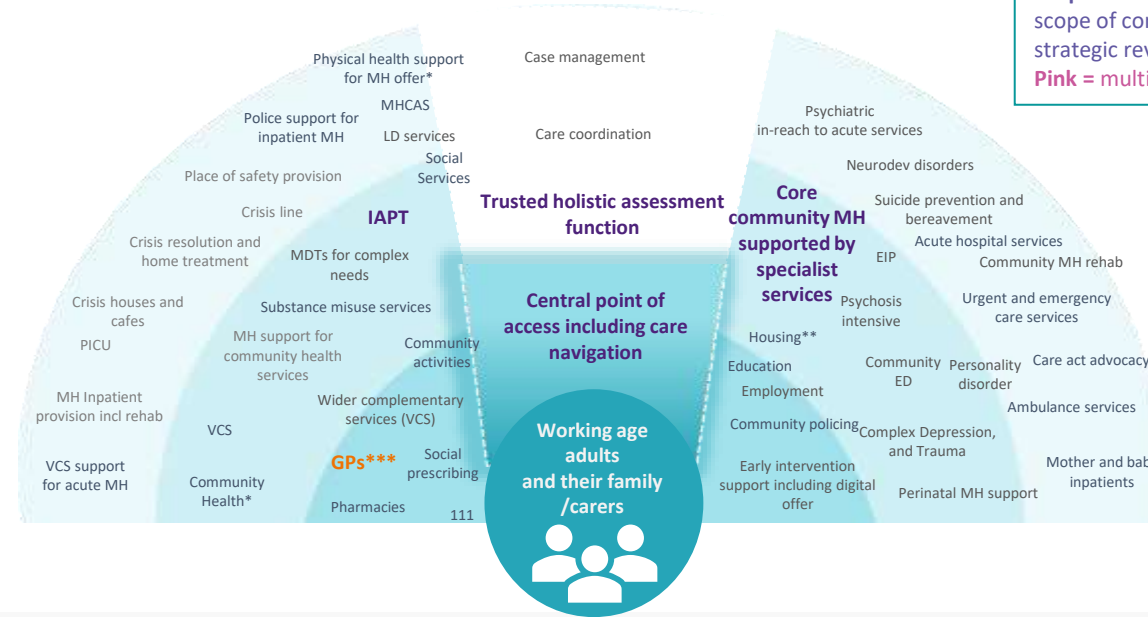 scope of
strategic
Pink =
Physical health support
for MH offer*
MHCAS
Police support for
inpatient MH
LD services
Social
Services
Place of safety provision
Crisis line
IAPT
Crisis resolution and
home treatment
MDTs for complex
needs
Crisis houses and
cafes
Substance misuse services
PICU
MH support for
community health
services
Community
activities
MH Inpatient
provision incl rehab
Wider complementary
services (VCS)
VCS
GPs***
Social
prescribing
VCS support
for acute MH
Community
Health*
Pharmacies
111
Case management
Care coordination
Trusted holistic assessment
function
Central point of
access including care
navigation
Working age
adults
and their family
/carers
Psychiatric
in-reach to acute services
Neurodev disorders
Core
community MH
supported by
specialist
services
Suicide prevention and
bereavement
Acute hospital services
EIP
Community MH rehab
Psychosis
intensive
Urgent and emergency
care services
Housing**
Education
Employment
Community
ED
Personality
disorder
Care act advocacy
Ambulance services
Community policing
Complex Depression,
and Trauma
Early intervention
support including digital
offer
Perinatal MH support
Mother and
inpatients